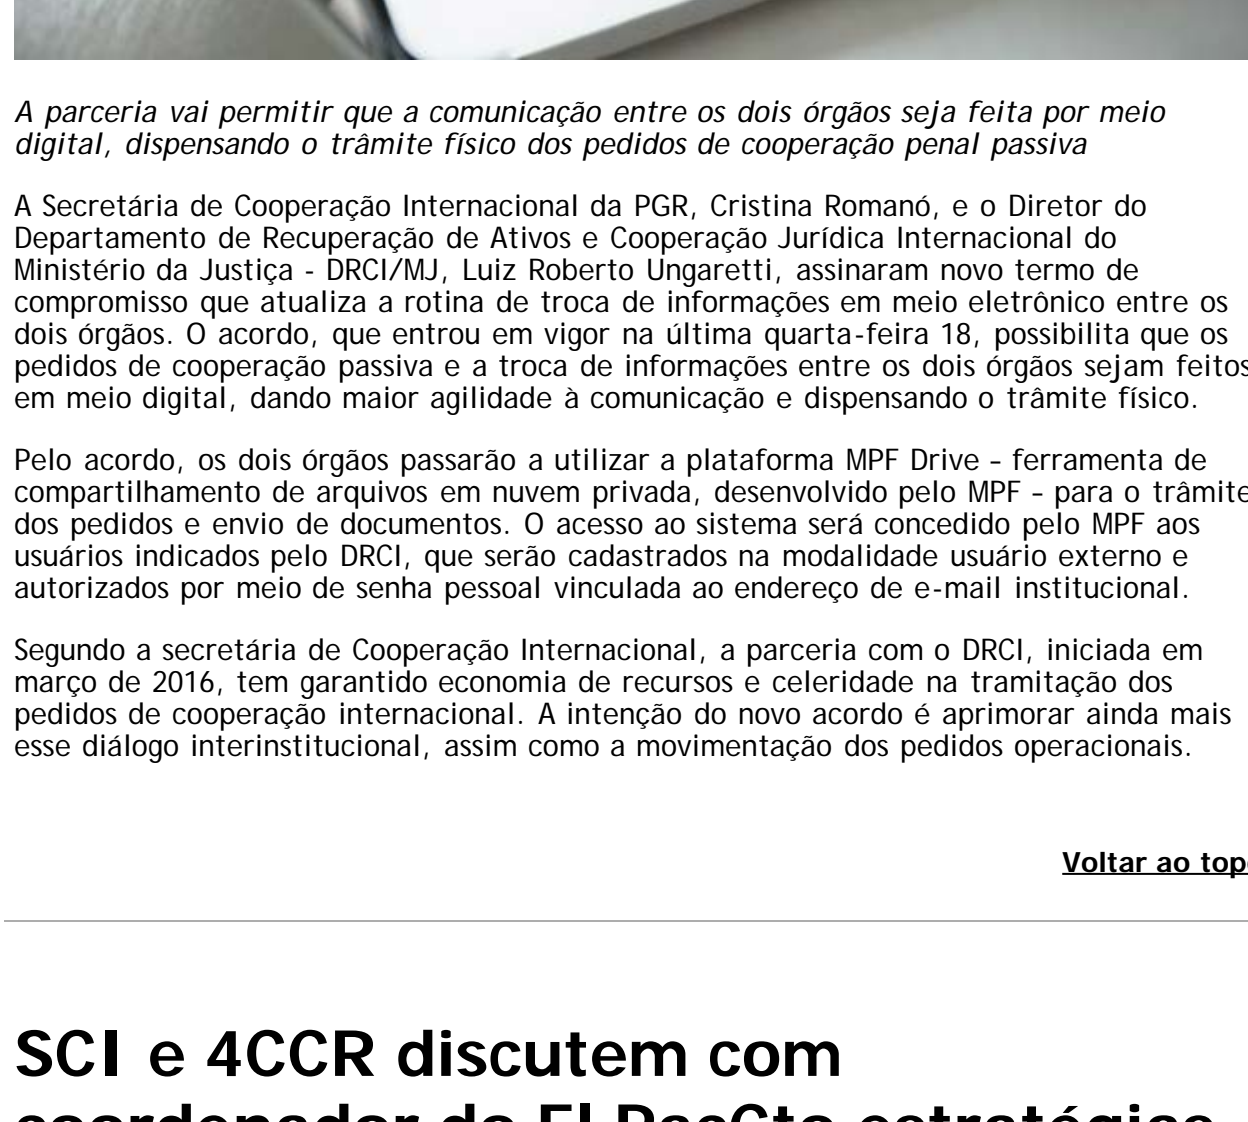 A parceria vai permitir que a comunicação entre os dois órgãos seja feita por meio
digital, dispensando o trâmite físico dos pedidos de cooperação penal passiva
A Secretária de Cooperação Internacional da PGR, Cristina Romanó, e o Diretor do
Departamento de Recuperação de Ativos e Cooperação Jurídica Internacional do
Ministério da Justiça - DRCI/MJ, Luiz Roberto Ungaretti, assinaram novo termo de
compromisso que atualiza a rotina de troca de informações em meio eletrônico entre os
dois órgãos. O acordo, que entrou em vigor na última quarta-feira 18, possibilita que os
pedidos de cooperação passiva e a troca de informações entre os dois órgãos sejam feitos
em meio digital, dando maior agilidade à comunicação e dispensando o trâmite físico.
Pelo acordo, os dois órgãos passarão a utilizar a plataforma MPF Drive – ferramenta de
compartilhamento de arquivos em nuvem privada, desenvolvido pelo MPF – para o trâmite
dos pedidos e envio de documentos. O acesso ao sistema será concedido pelo MPF aos
usuários indicados pelo DRCI, que serão cadastrados na modalidade usuário externo e
autorizados por meio de senha pessoal vinculada ao endereço de e-mail institucional.
Segundo a secretária de Cooperação Internacional, a parceria com o DRCI, iniciada em
março de 2016, tem garantido economia de recursos e celeridade na tramitação dos
pedidos de cooperação internacional. A intenção do novo acordo é aprimorar ainda mais
esse diálogo interinstitucional, assim como a movimentação dos pedidos operacionais.
Voltar ao topo
SCI e 4CCR discutem com
coordenador do El PacCto estratégias